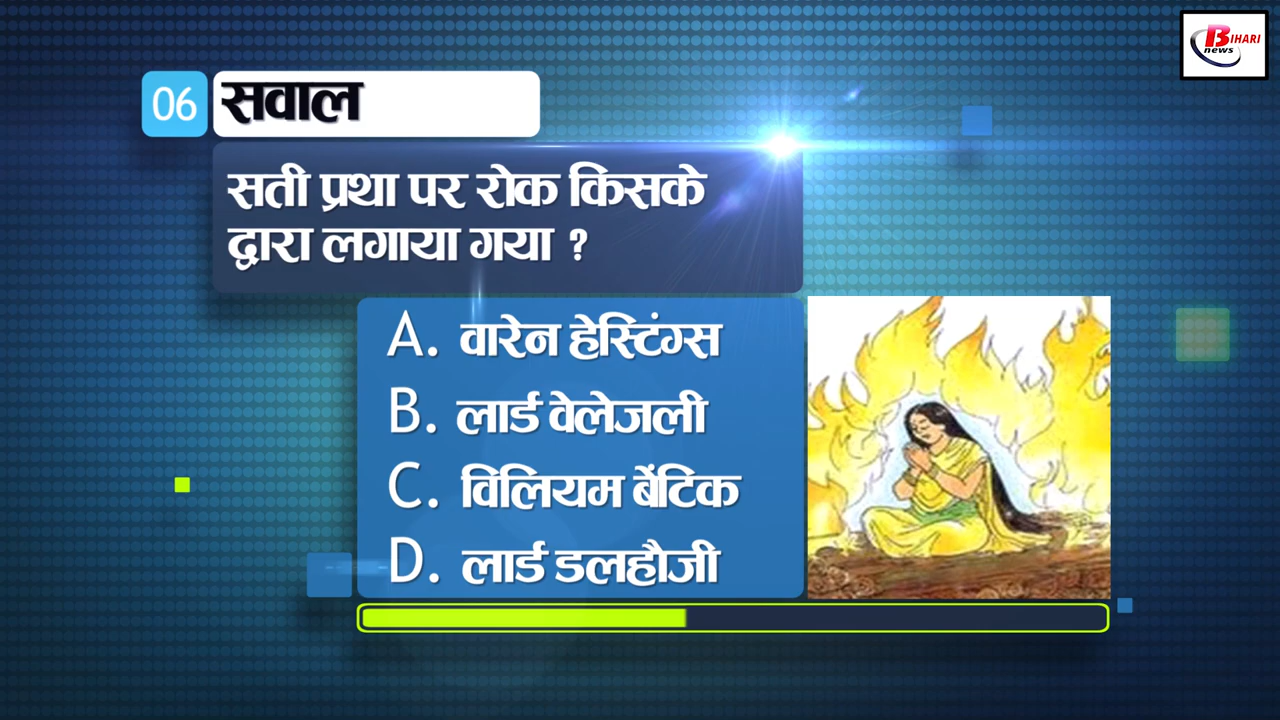 BIHARI
news
06 सवाल
सती प्रथा पर रोक किसके
द्वारा लगाया गया ?
A. वारेन हेस्टिंग्स
B. लार्ड वेलेजली
C. विलियम बेंटिक
D. लार्ड डलहौजी